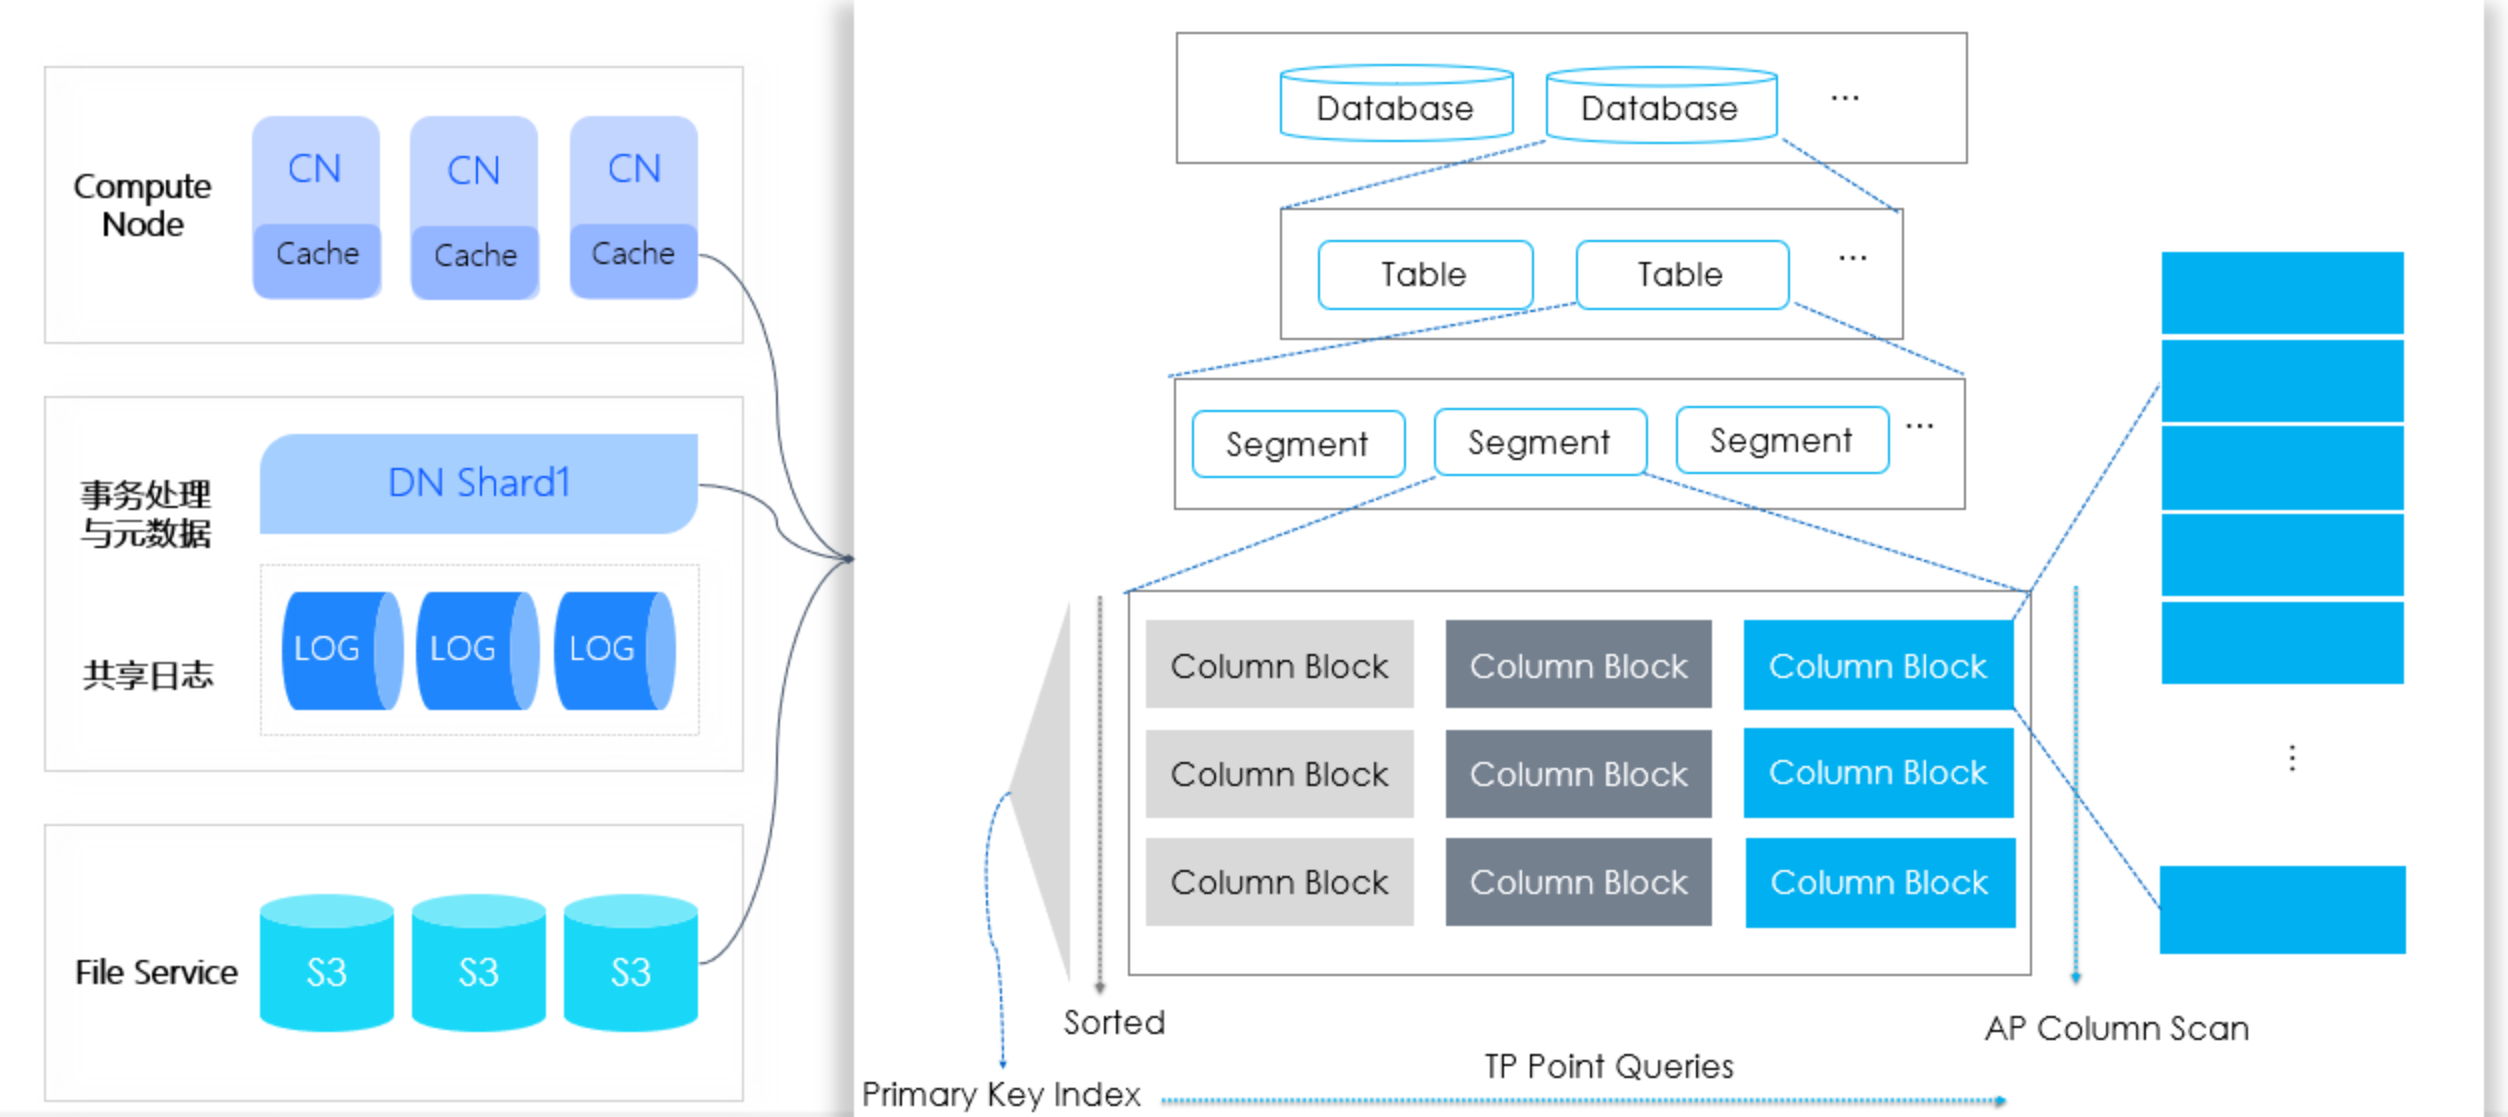 Compute
Node
CN
CN
CN
Cache
Cache
Cache
事务处理
与元数据
DN Shard1
共享日志
LOG
LOG
LOG
File Service
S3
S3
S3
Database
Database
...
Table
Table
...
Segment
Segment
Segment
...
Column Block
Column Block
Column Block
Column Block
Column Block
Column Block
Column Block
Column Block
Column Block
...
Sorted
AP Column Scan
TP Point Queries
Primary Key Index